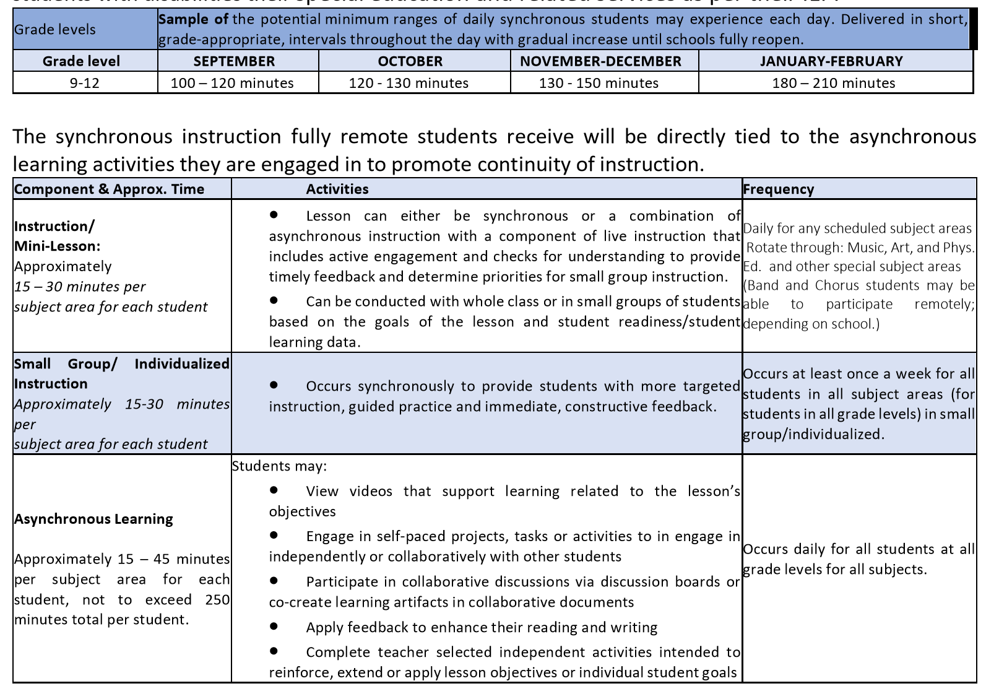 students with disabilities their special education and related services as per their IEP.
Grade levels
Sample of the potential minimum ranges of daily synchronous students may experience each day. Delivered in short,
grade-appropriate, intervals throughout the day with gradual increase until schools fully reopen.
Grade level SEPTEMBER OCTOBER NOVEMBER-DECEMBER JANUARY-FEBRUARY
9-12 100 – 120 minutes 120 - 130 minutes 130 - 150 minutes 180 – 210 minutes
The synchronous instruction fully remote students receive will be directly tied to the asynchronous
learning activities they are engaged in to promote continuity of instruction.
Component & Approx. Time Activities Frequency
Instruction/
Mini-Lesson:
Approximately
15 – 30 minutes per
subject area for each student
● Lesson can either be synchronous or a combination of
asynchronous instruction with a component of live instruction that
includes active engagement and checks for understanding to provide
timely feedback and determine priorities for small group instruction.
● Can be conducted with whole class or in small groups of students
based on the goals of the lesson and student readiness/student
learning data.
Daily for any scheduled subject areas
Rotate through: Music, Art, and Phys.
Ed. and other special subject areas
(Band and Chorus students may be
able to participate remotely;
depending on school.)
Small Group/ Individualized
Instruction
Approximately 15-30 minutes
per
subject area for each student
● Occurs synchronously to provide students with more targeted
instruction, guided practice and immediate, constructive feedback.
Occurs at least once a week for all
students in all subject areas (for
students in all grade levels) in small
group/individualized.
Asynchronous Learning
Approximately 15 – 45 minutes
per subject area for each
student, not to exceed 250
minutes total per student.
Students may:
● View videos that support learning related to the lesson’s
objectives
● Engage in self-paced projects, tasks or activities to in engage in
independently or collaboratively with other students
● Participate in collaborative discussions via discussion boards or
co-create learning artifacts in collaborative documents
● Apply feedback to enhance their reading and writing
● Complete teacher selected independent activities intended to
reinforce, extend or apply lesson objectives or individual student goals
Occurs daily for all students at all
grade levels for all subjects.